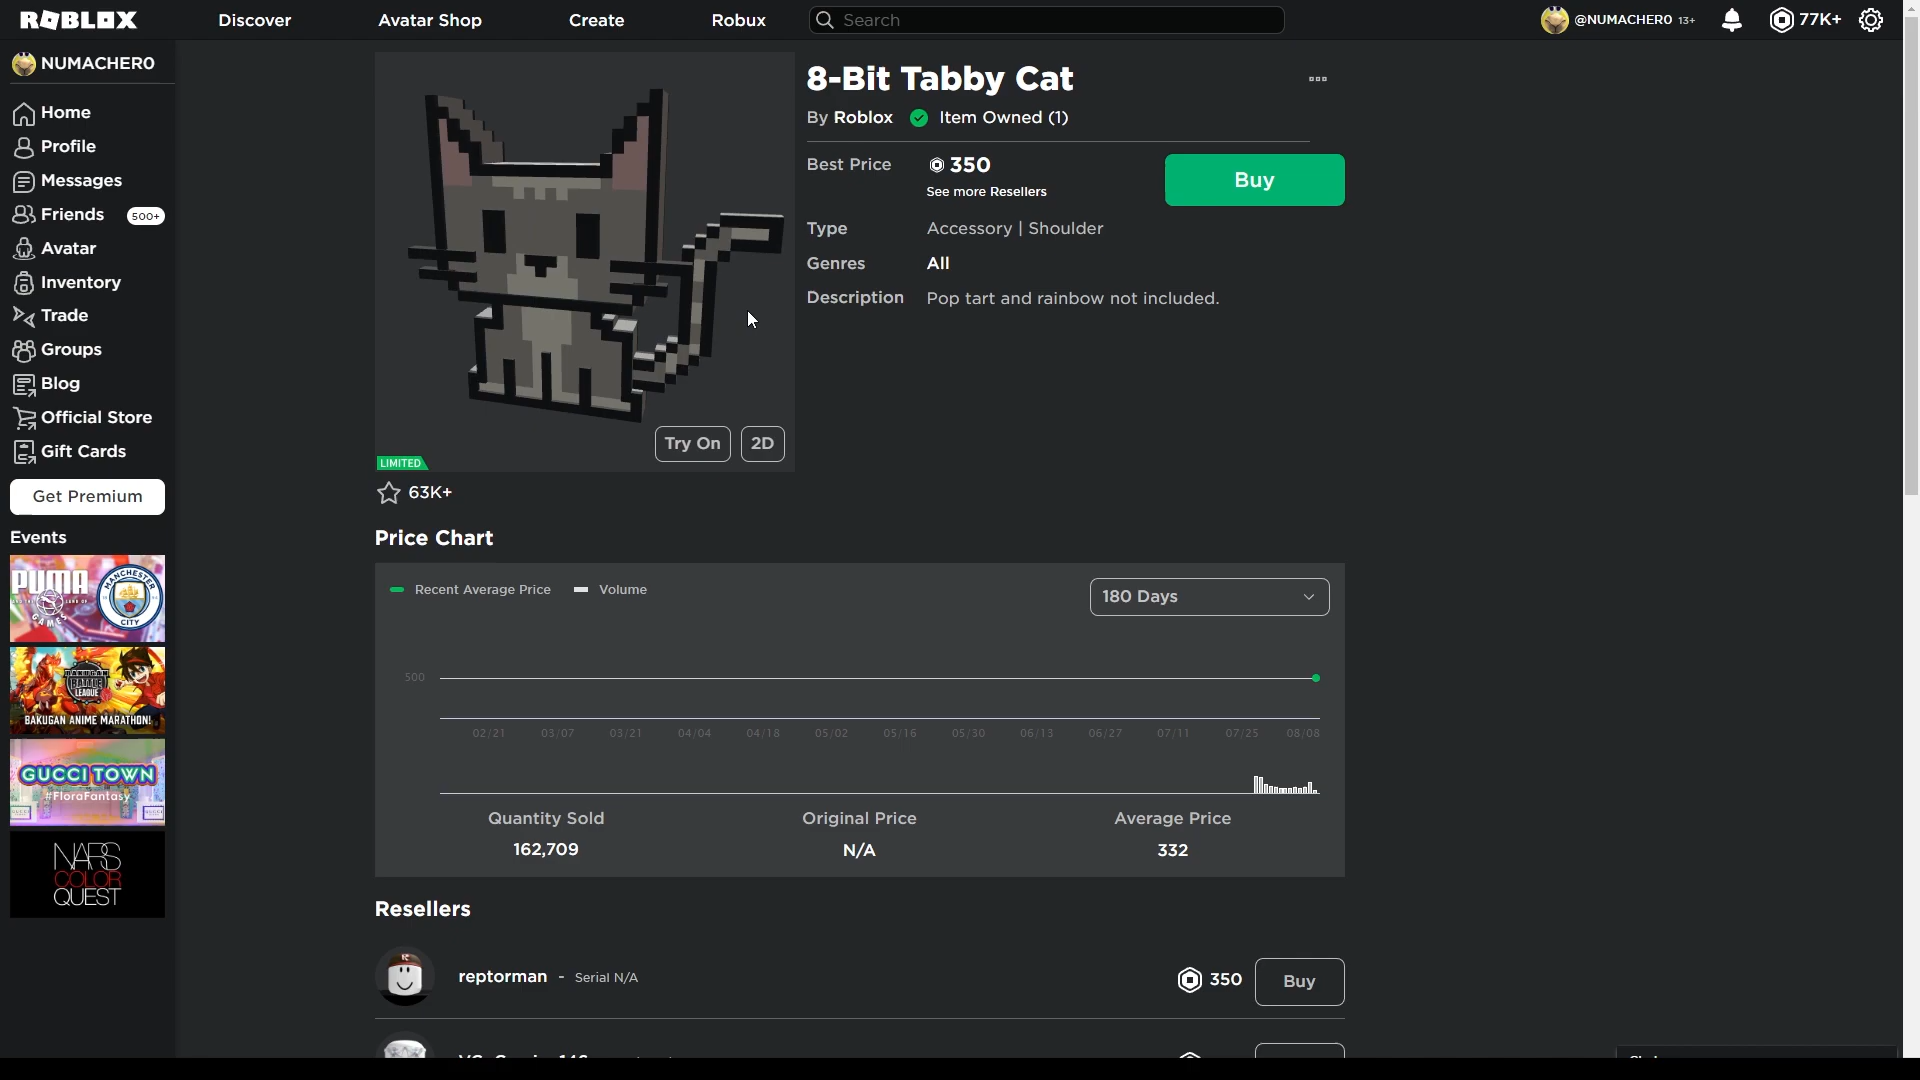 ROBLOX Discover Avatar Shop Create Robux Search @NUMACHER0 13+ 77K+
NUMACHER0
Home
Profile
Messages
Friends 500+
Avatar
Inventory
Trade
Groups
Blog
Official Store
Gift Cards
Get Premium
Events
PUMA
GAMES
MANCHESTER
CITY
BAKUGAN
BATTLE
LEAGUE
BAKUGAN ANIME MARATHON!
GUCCI TOWN
#FloraFantasy
NARS
COLOR
QUEST
8-Bit Tabby Cat
By Roblox Item Owned (1)
Best Price 350
See more Resellers
Buy
Type Accessory | Shoulder
Genres All
Description Pop tart and rainbow not included.
Try On 2D
LIMITED
63K+
Price Chart
Recent Average Price Volume 180 Days
500
02/21 03/07 03/21 04/04 04/18 05/02 05/16 05/30 06/13 06/27 07/11 07/25 08/08
Quantity Sold Original Price Average Price
162,709 N/A 332
Resellers
reptorman - Serial N/A 350 Buy